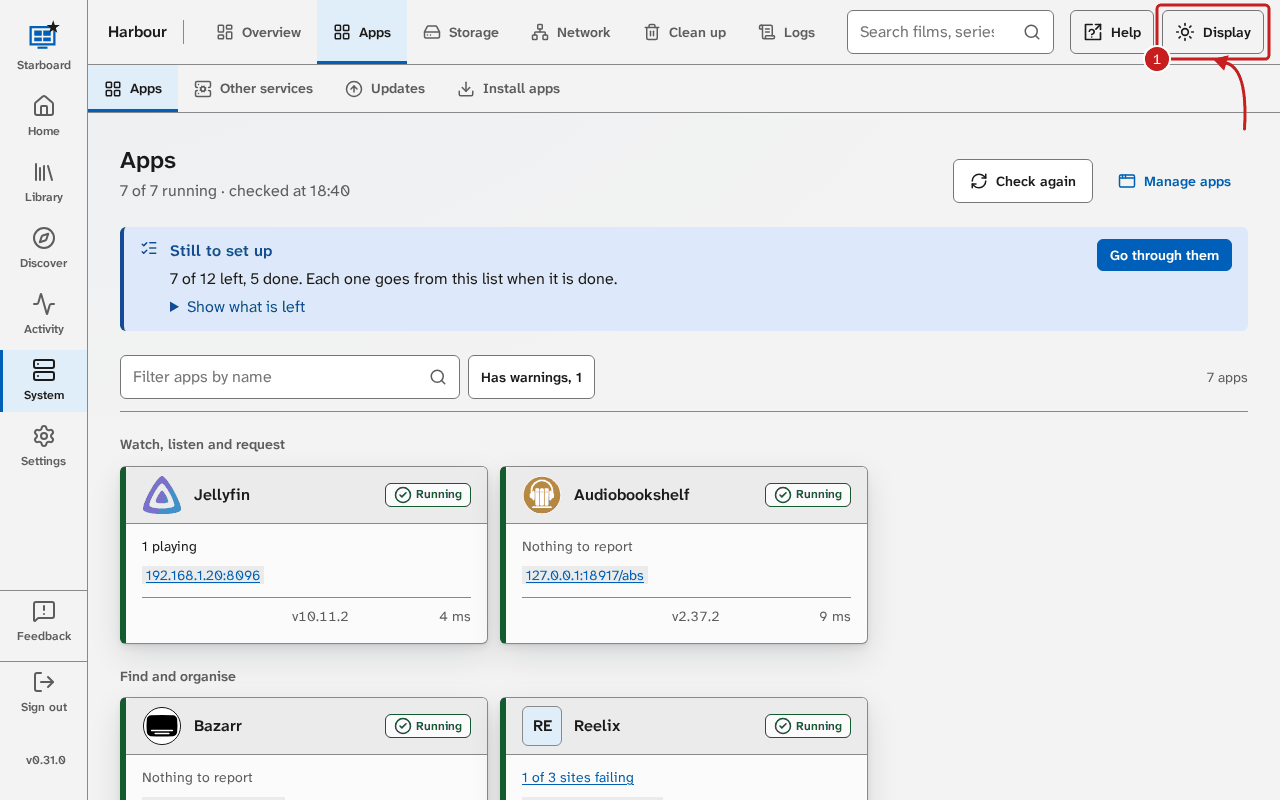 Starboard
Home
Library
Discover
Activity
System
Settings
Feedback
Sign out
v0.31.0
Harbour
Overview
Apps
Storage
Network
Clean up
Logs
Search films, series
Help
Display
1
Apps
Other services
Updates
Install apps
Apps
7 of 7 running · checked at 18:40
Check again
Manage apps
Still to set up
7 of 12 left, 5 done. Each one goes from this list when it is done.
Show what is left
Go through them
Filter apps by name
Has warnings, 1
7 apps
Watch, listen and request
Jellyfin
Running
1 playing
192.168.1.20:8096
v10.11.2
4 ms
Audiobookshelf
Running
Nothing to report
127.0.0.1:18917/abs
v2.37.2
9 ms
Find and organise
Bazarr
Running
Nothing to report
RE
Reelix
Running
1 of 3 sites failing